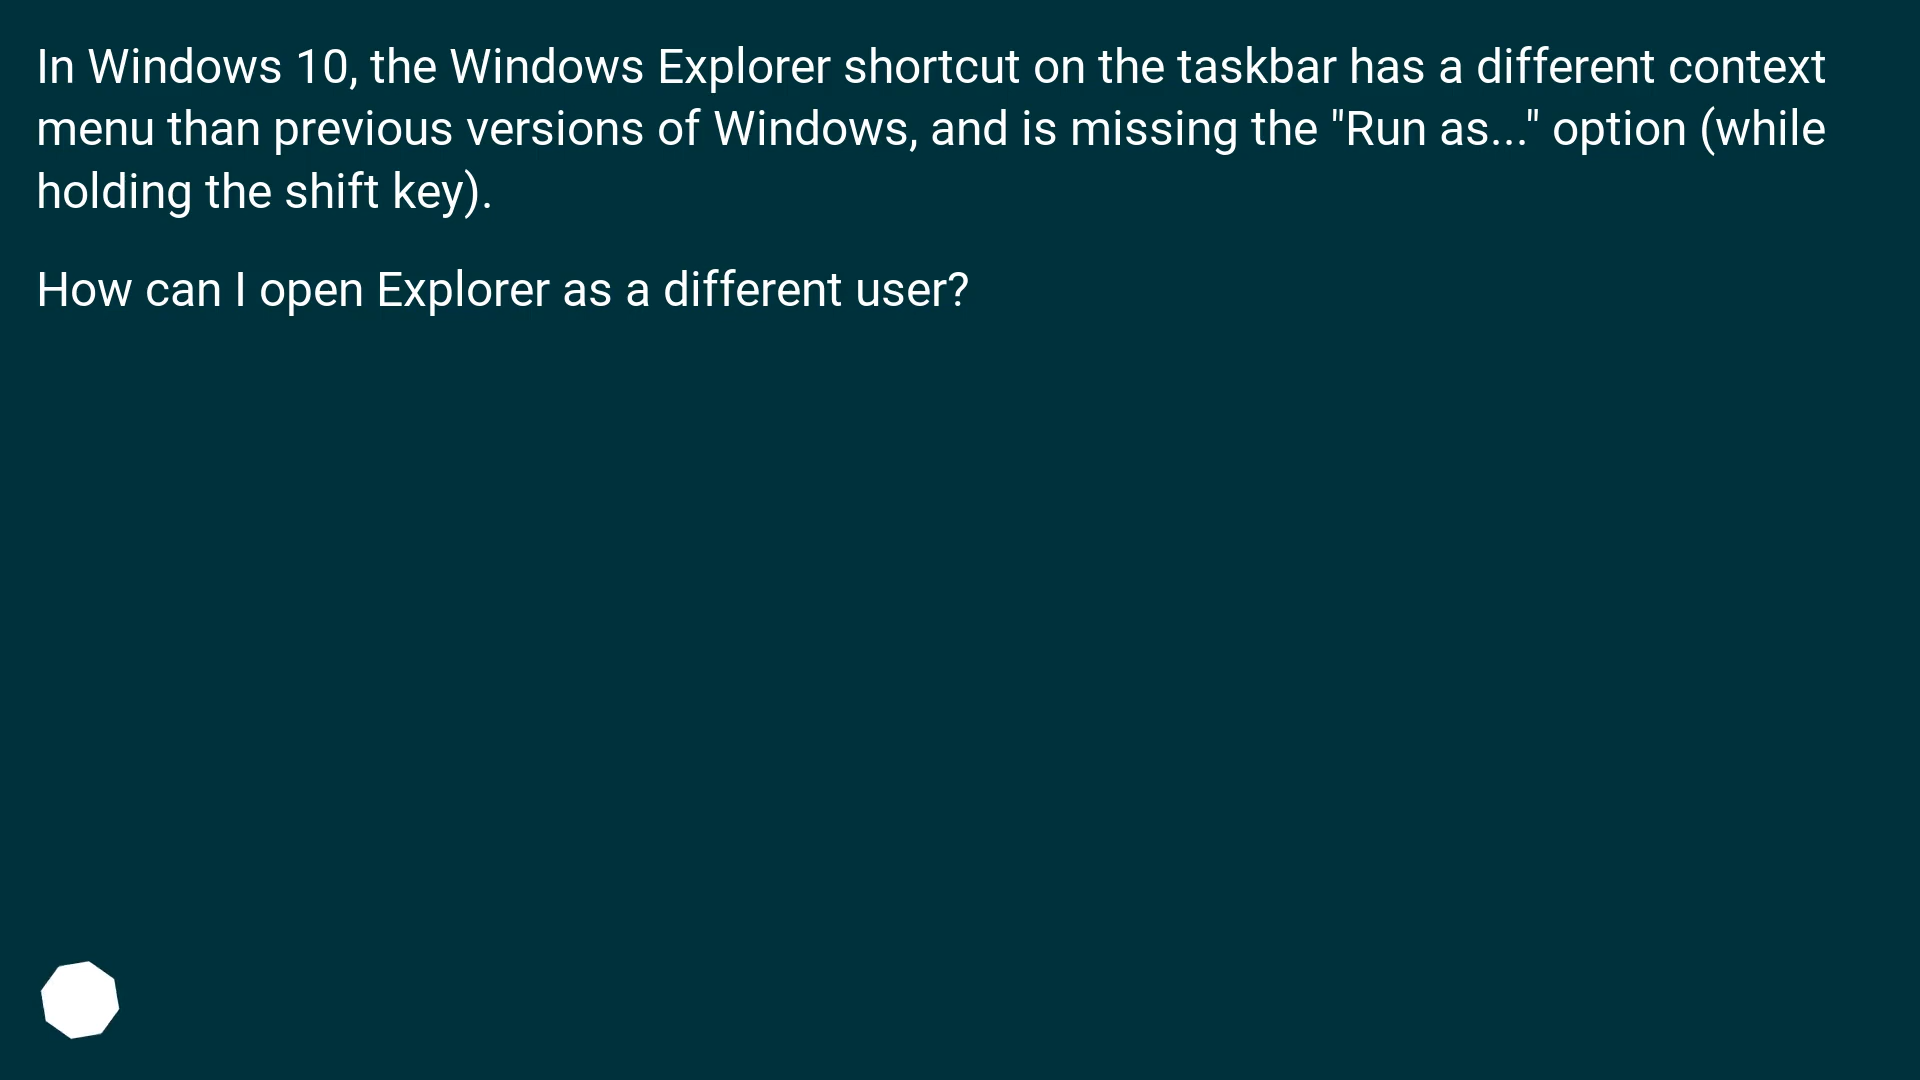 In Windows 10, the Windows Explorer shortcut on the taskbar has a different context
menu than previous versions of Windows, and is missing the "Run as..." option (while
holding the shift key).
How can I open Explorer as a different user?